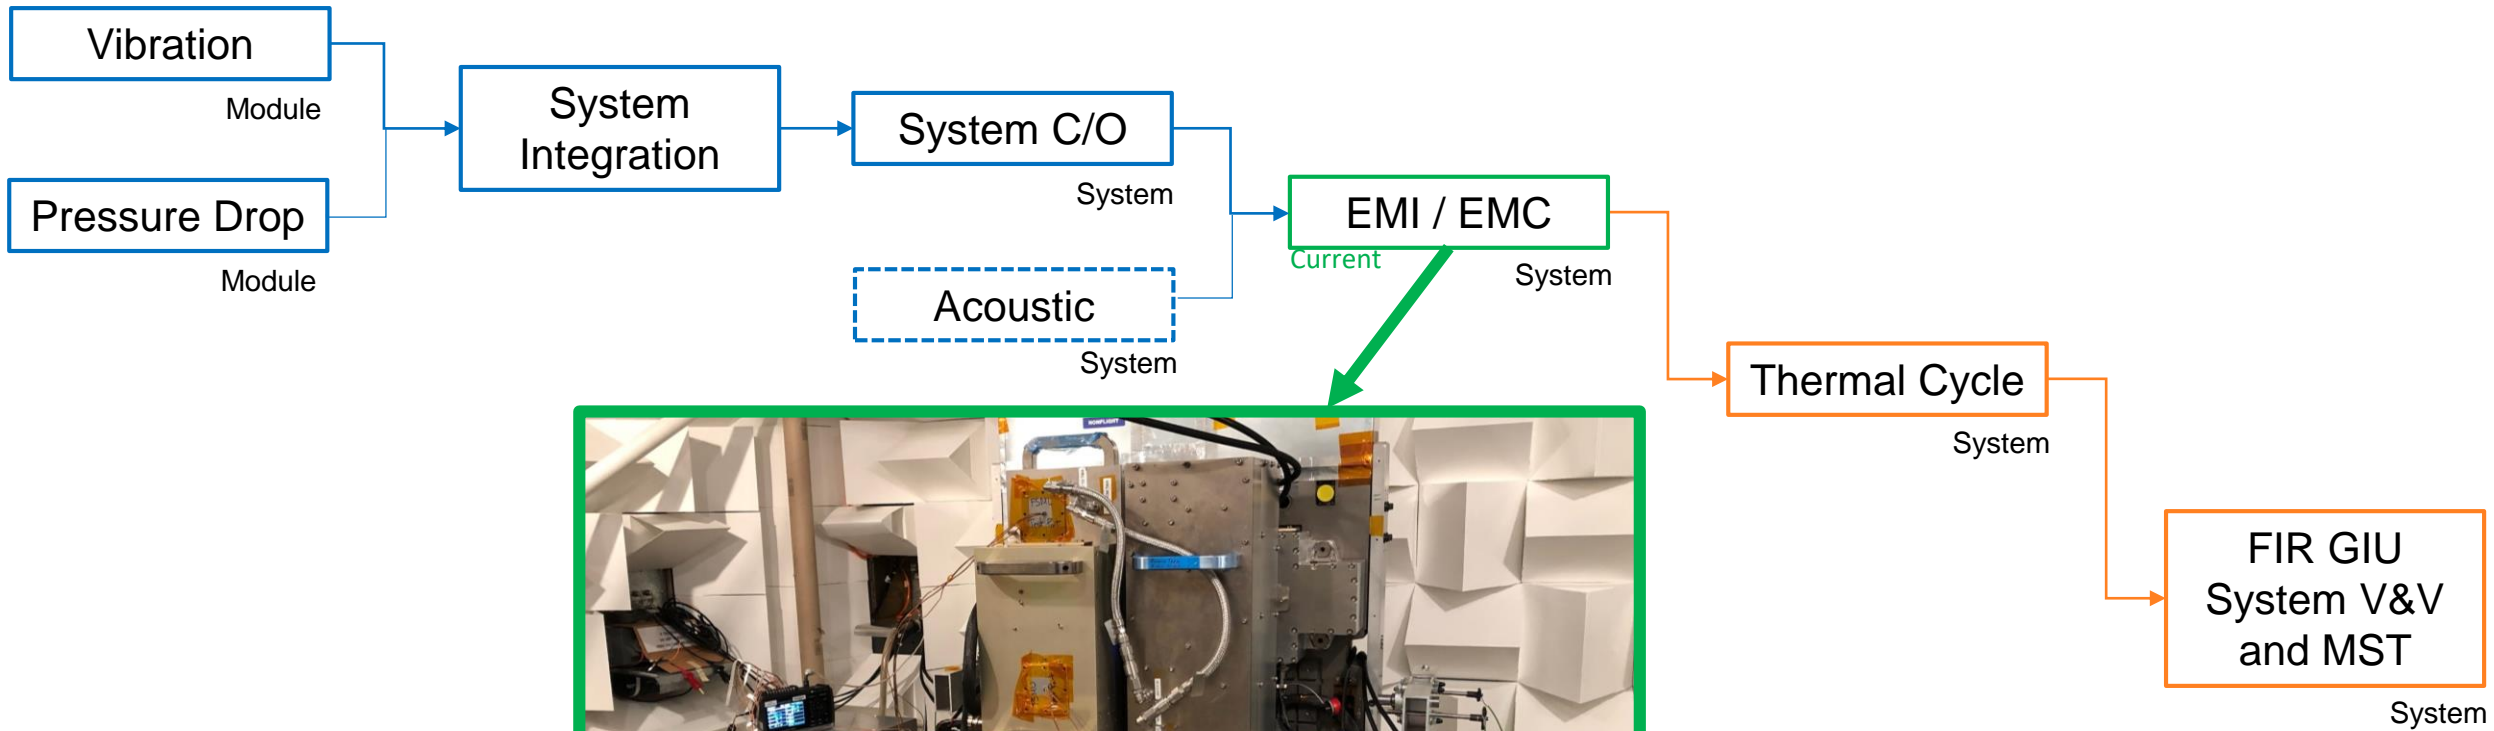 Vibration
Module
Pressure Drop
Module
System
Integration
System C/O
System
Acoustic
System
EMI / EMC
Current
System
Thermal Cycle
System
FIR GIU
System V&V
and MST
System
NONFLIGHT